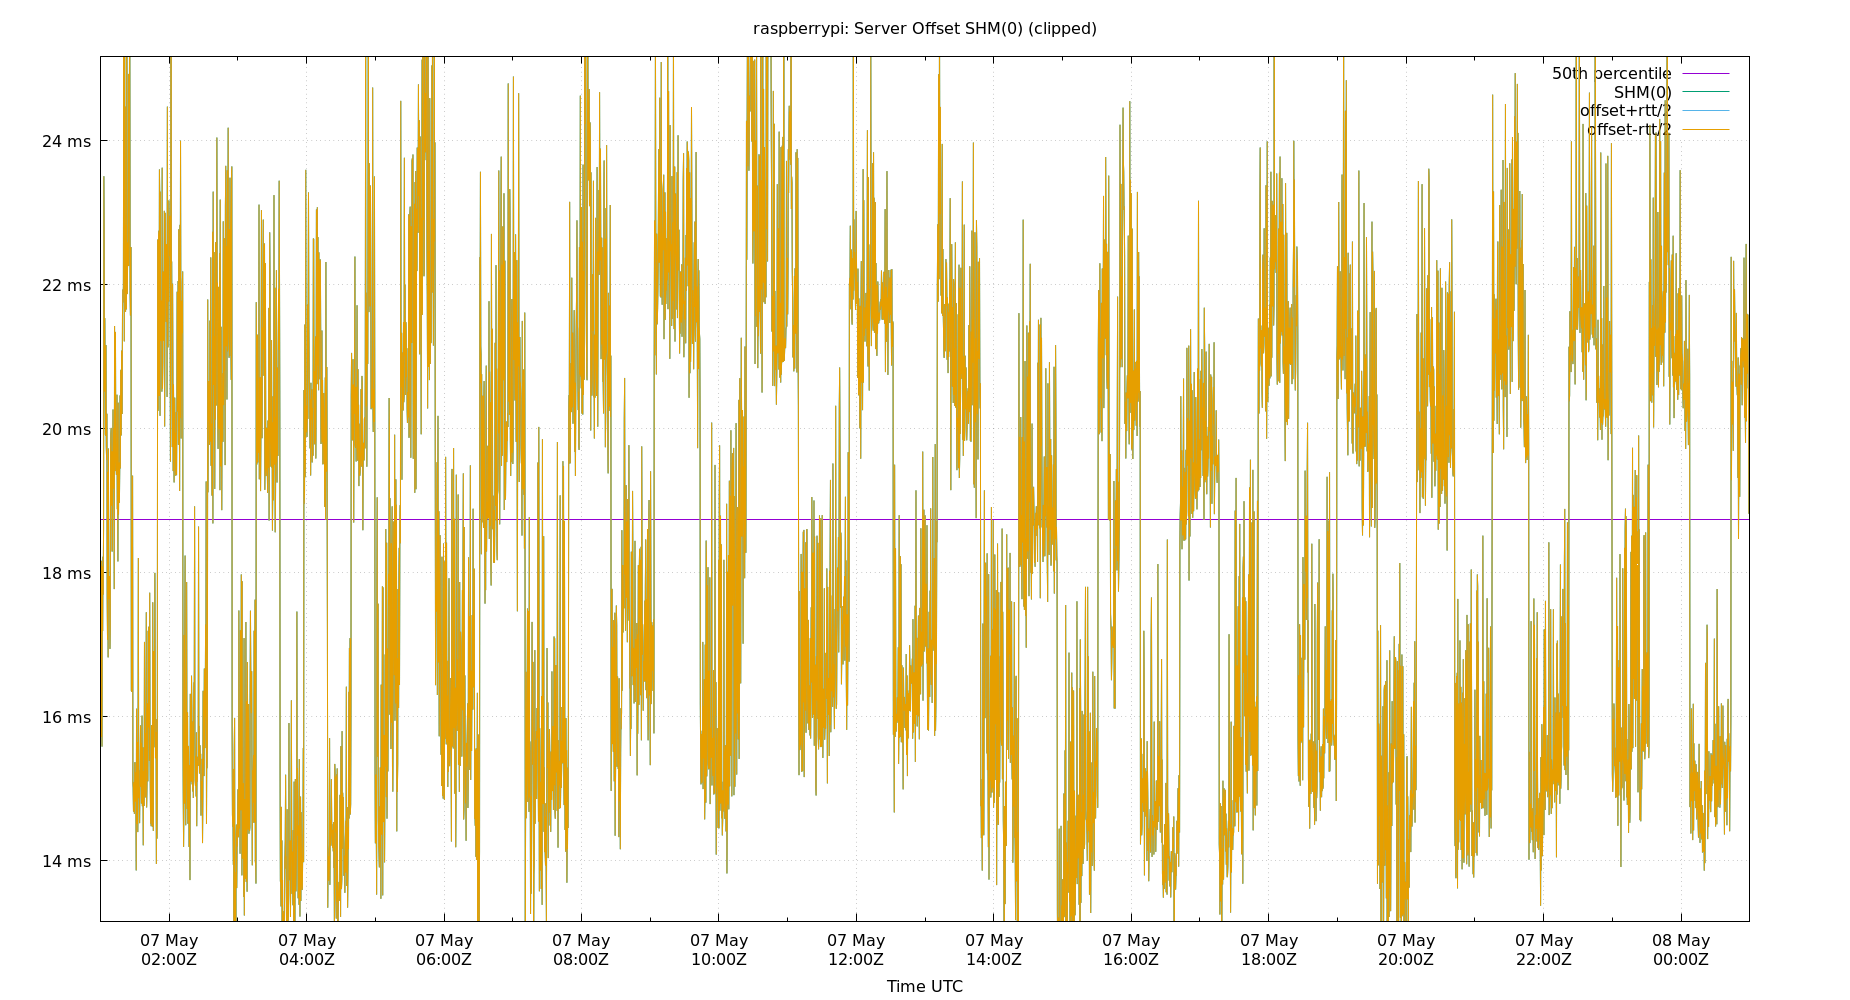 raspberrypi: Server Offset SHM(0) (clipped)
50th percentile
SHM(0)
offset+rtt/2
offset-rtt/2
24 ms
22 ms
20 ms
18 ms
16 ms
14 ms
07 May 07 May 07 May 07 May 07 May 07 May 07 May 07 May 07 May 07 May 07 May 08 May
02:00Z 04:00Z 06:00Z 08:00Z 10:00Z 12:00Z 14:00Z 16:00Z 18:00Z 20:00Z 22:00Z 00:00Z
Time UTC